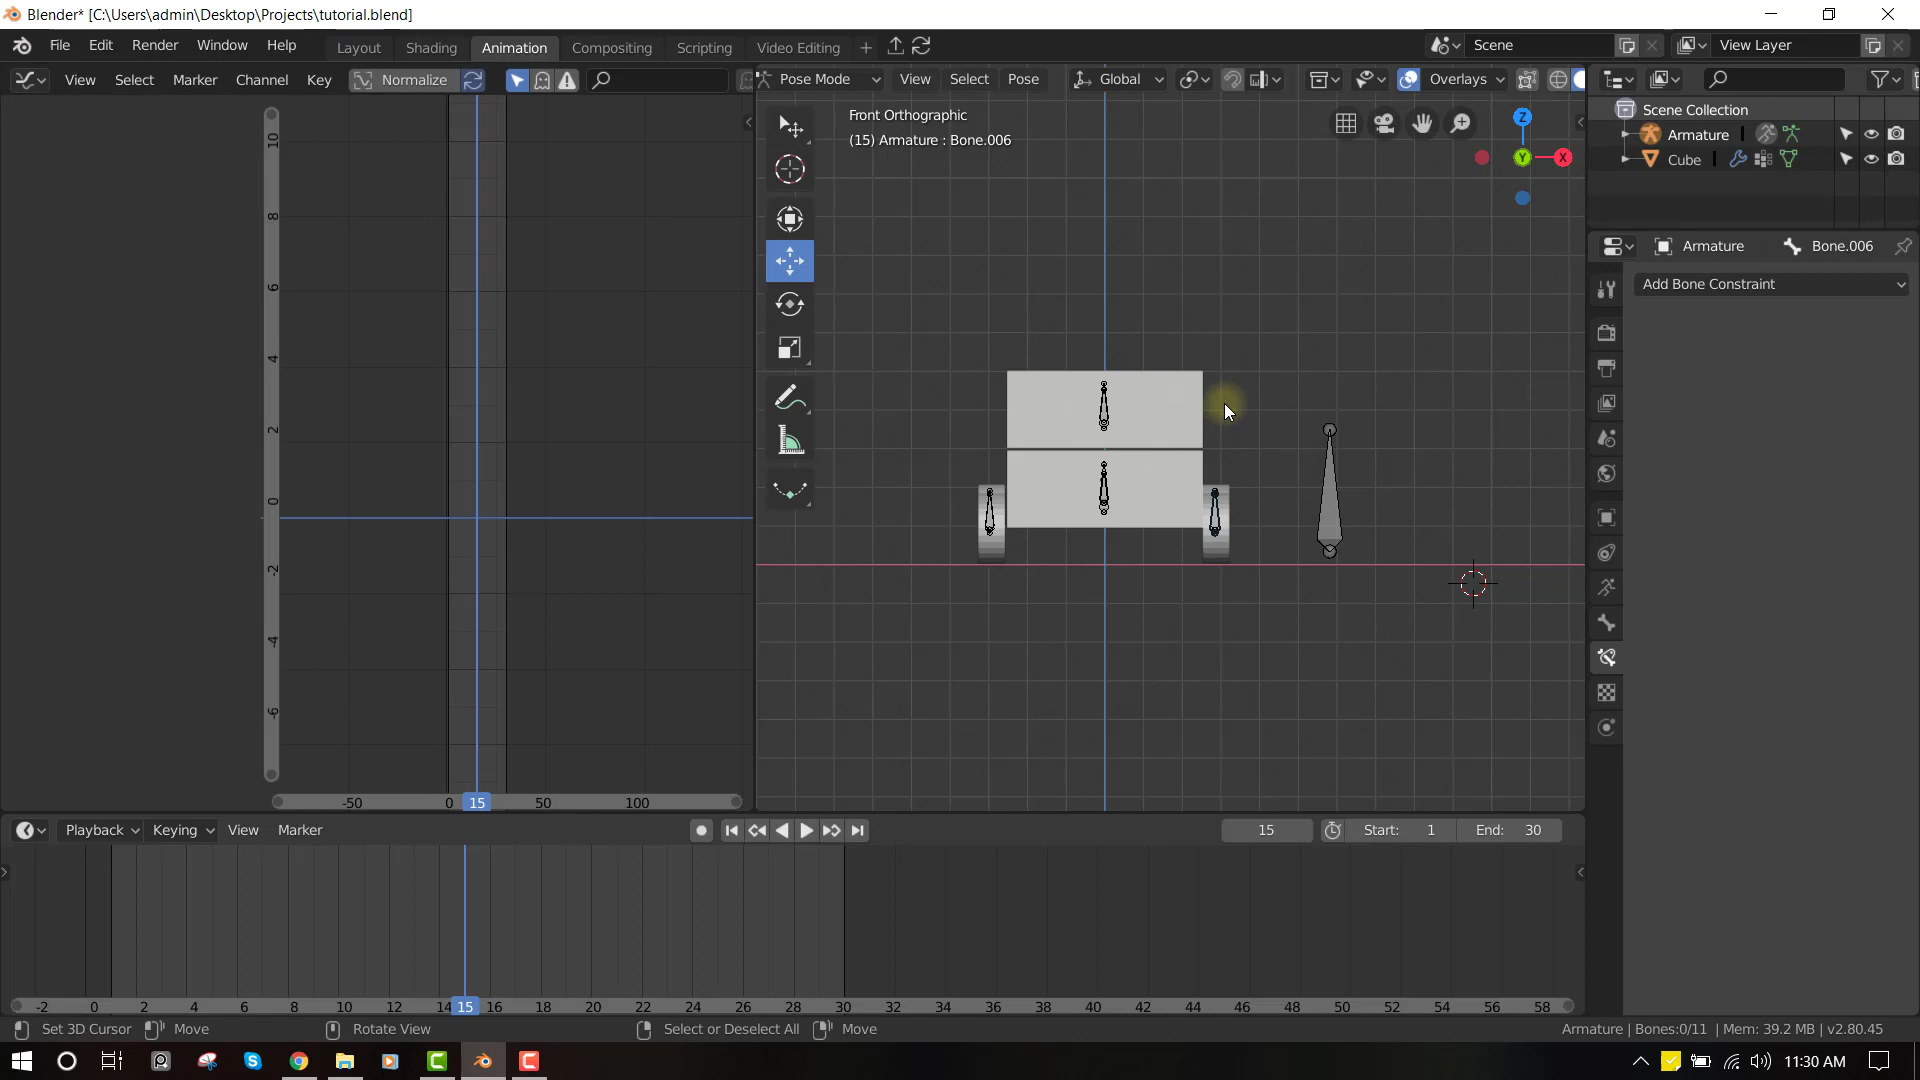 Blender* [C:\Users\admin\Desktop\Projects\tutorial.blend]
File Edit Render Window Help Layout Shading Animation Compositing Scripting Video Editing + Scene View Layer
View Select Marker Channel Key Normalize Pose Mode View Select Pose Global Overlays
Front Orthographic
(15) Armature : Bone.006
Z
Y
X
Scene Collection
Armature
Cube
Armature Bone.006
Add Bone Constraint
10
8
6
4
2
0
-2
-4
-6
-50 0 15 50 100
Playback Keying View Marker 15 Start: 1 End: 30
-2 0 2 4 6 8 10 12 14 15 16 18 20 22 24 26 28 30 32 34 36 38 40 42 44 46 48 50 52 54 56 58
Set 3D Cursor Move Rotate View Select or Deselect All Move Armature | Bones:0/11 | Mem: 39.2 MB | v2.80.45
11:30 AM